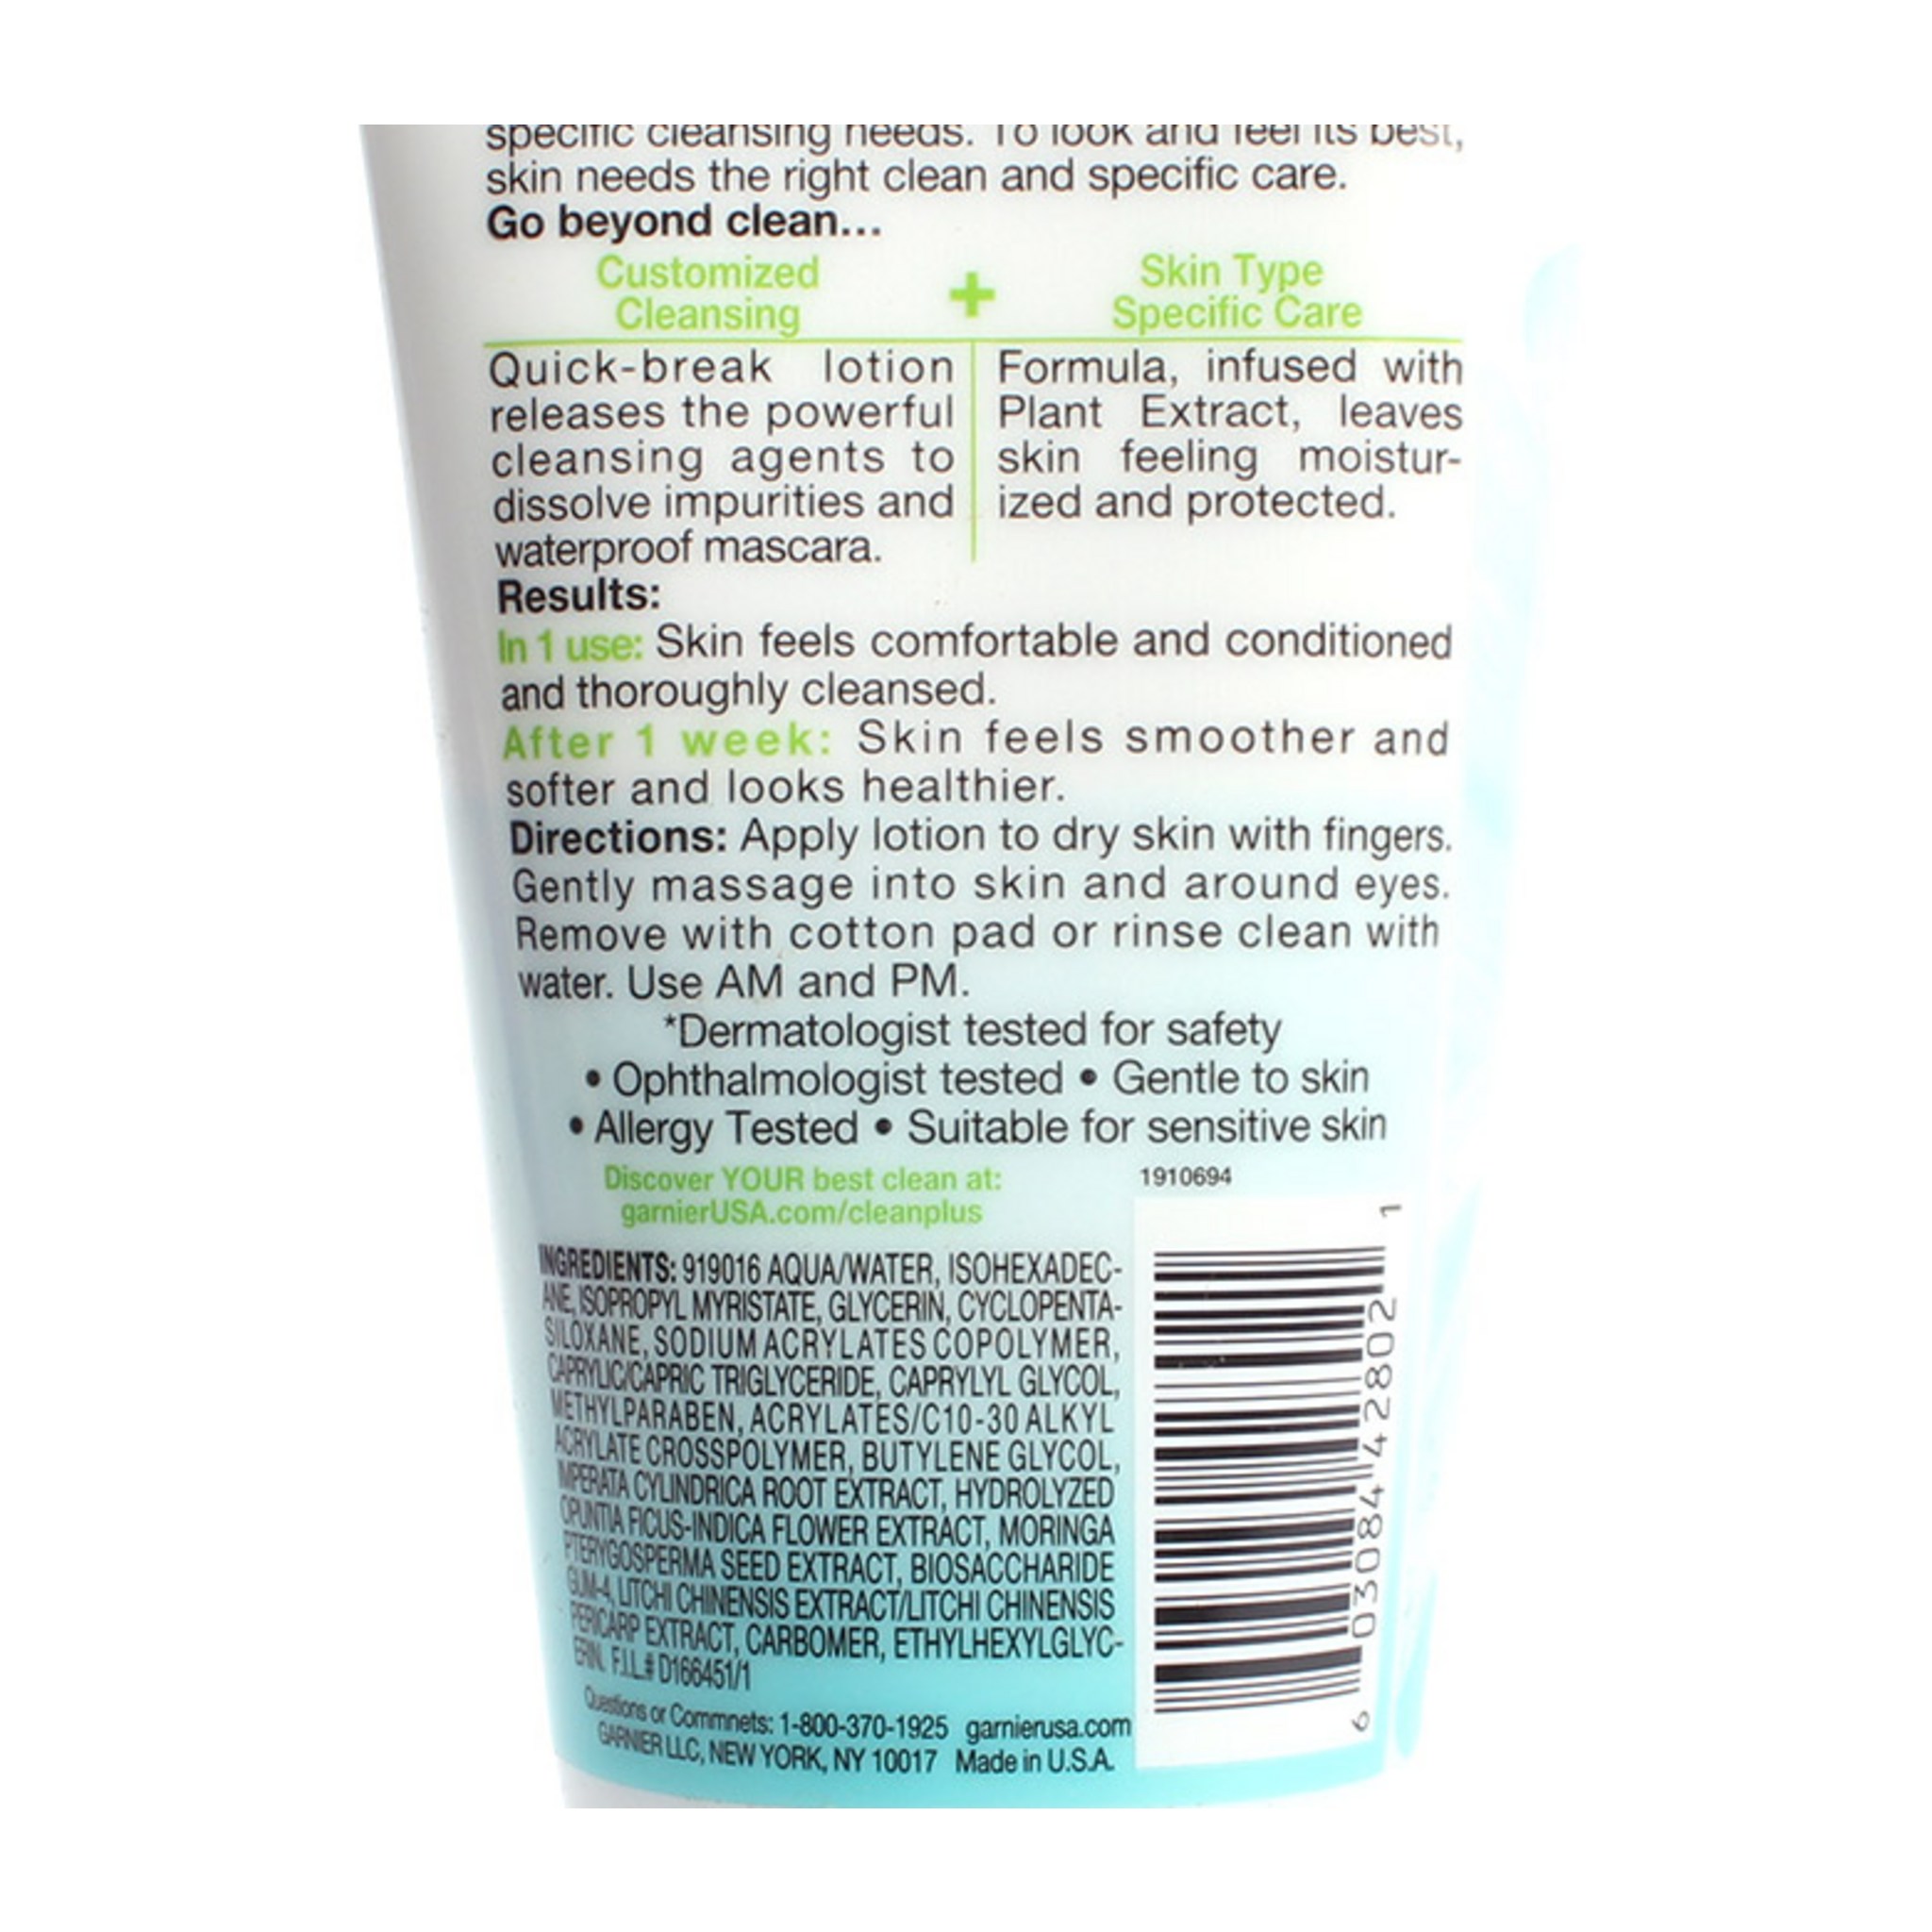 specific cleansing needs. To look and feel its best,
skin needs the right clean and specific care.
Go beyond clean...
Customized
Cleansing
+
Skin Type
Specific Care
Quick-break lotion
releases the powerful
cleansing agents to
dissolve impurities and
waterproof mascara.
Formula, infused with
Plant Extract, leaves
skin feeling moistur-
ized and protected.
Results:
In 1 use: Skin feels comfortable and conditioned
and thoroughly cleansed.
After 1 week: Skin feels smoother and
softer and looks healthier.
Directions: Apply lotion to dry skin with fingers.
Gently massage into skin and around eyes.
Remove with cotton pad or rinse clean with
water. Use AM and PM.
*Dermatologist tested for safety
• Ophthalmologist tested • Gentle to skin
• Allergy Tested • Suitable for sensitive skin
Discover YOUR best clean at:
garnierUSA.com/cleanplus
1910694
INGREDIENTS: 919016 AQUA/WATER, ISOHEXADEC-
ANE, ISOPROPYL MYRISTATE, GLYCERIN, CYCLOPENTA-
SILOXANE, SODIUM ACRYLATES COPOLYMER,
CAPRYLIC/CAPRIC TRIGLYCERIDE, CAPRYLYL GLYCOL,
METHYLPARABEN, ACRYLATES/C10-30 ALKYL
ACRYLATE CROSSPOLYMER, BUTYLENE GLYCOL,
IMPERATA CYLINDRICA ROOT EXTRACT, HYDROLYZED
OPUNTIA FICUS-INDICA FLOWER EXTRACT, MORINGA
PTERYGOSPERMA SEED EXTRACT, BIOSACCHARIDE
GUM-4, LITCHI CHINENSIS EXTRACT/LITCHI CHINENSIS
PERICARP EXTRACT, CARBOMER, ETHYLHEXYLGLYC-
ERIN. F.I.L.# D166451/1
Questions or Commnets: 1-800-370-1925 garnierusa.com
GARNIER LLC, NEW YORK, NY 10017 Made in U.S.A.
6 03084 42802 1